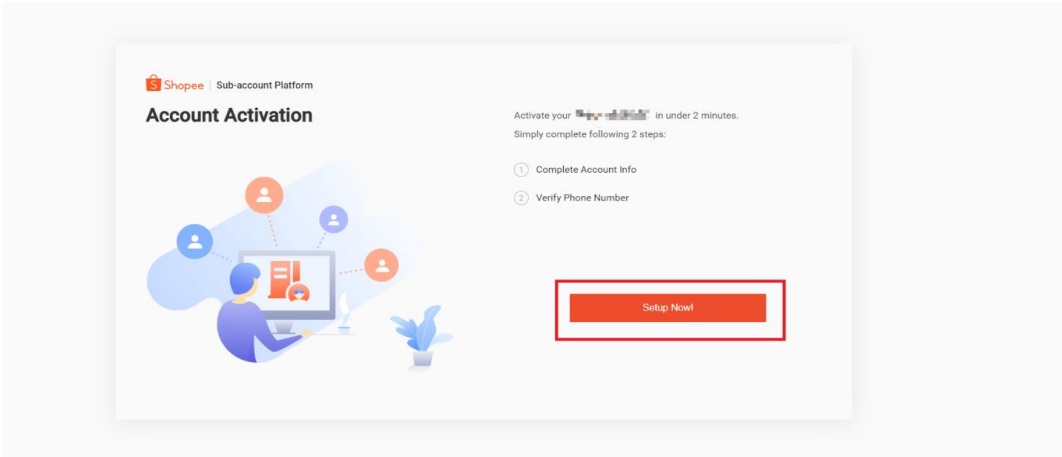 Shopee | Sub-account Platform
Account Activation
Activate your in under 2 minutes.
Simply complete following 2 steps:
1 Complete Account Info
2 Verify Phone Number
Setup Now!